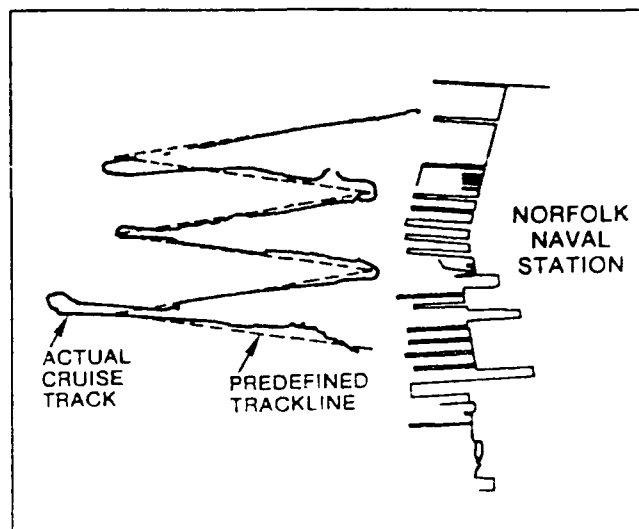 NORFOLK
NAVAL
STATION
ACTUAL
CRUISE
TRACK
PREDEFINED
TRACKLINE